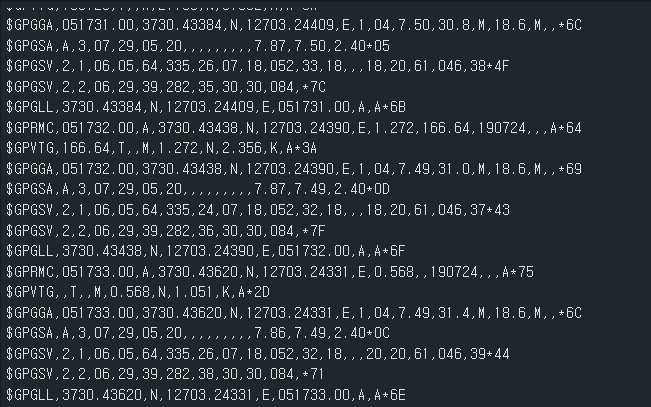 $GPGGA,051731.00,3730.43384,N,12703.24409,E,1,04,7.50,30.8,M,18.6,M,,*6C
$GPGSA,A,3,07,29,05,20,,,,,,,,,7.87,7.50,2.40*05
$GPGSV,2,1,06,05,64,335,26,07,18,052,33,18,,,18,20,61,046,38*4F
$GPGSV,2,2,06,29,39,282,35,30,30,084,*7C
$GPGLL,3730.43384,N,12703.24409,E,051731.00,A,A*6B
$GPRMC,051732.00,A,3730.43438,N,12703.24390,E,1.272,166.64,190724,,,A*64
$GPVTG,166.64,T,,M,1.272,N,2.356,K,A*3A
$GPGGA,051732.00,3730.43438,N,12703.24390,E,1,04,7.49,31.0,M,18.6,M,,*69
$GPGSA,A,3,07,29,05,20,,,,,,,,,7.87,7.49,2.40*0D
$GPGSV,2,1,06,05,64,335,24,07,18,052,32,18,,,18,20,61,046,37*43
$GPGSV,2,2,06,29,39,282,36,30,30,084,*7F
$GPGLL,3730.43438,N,12703.24390,E,051732.00,A,A*6F
$GPRMC,051733.00,A,3730.43620,N,12703.24331,E,0.568,,190724,,,A*75
$GPVTG,,T,,M,0.568,N,1.051,K,A*2D
$GPGGA,051733.00,3730.43620,N,12703.24331,E,1,04,7.49,31.4,M,18.6,M,,*6C
$GPGSA,A,3,07,29,05,20,,,,,,,,,7.86,7.49,2.40*0C
$GPGSV,2,1,06,05,64,335,26,07,18,052,32,18,,,20,20,61,046,39*44
$GPGSV,2,2,06,29,39,282,38,30,30,084,*71
$GPGLL,3730.43620,N,12703.24331,E,051733.00,A,A*6E